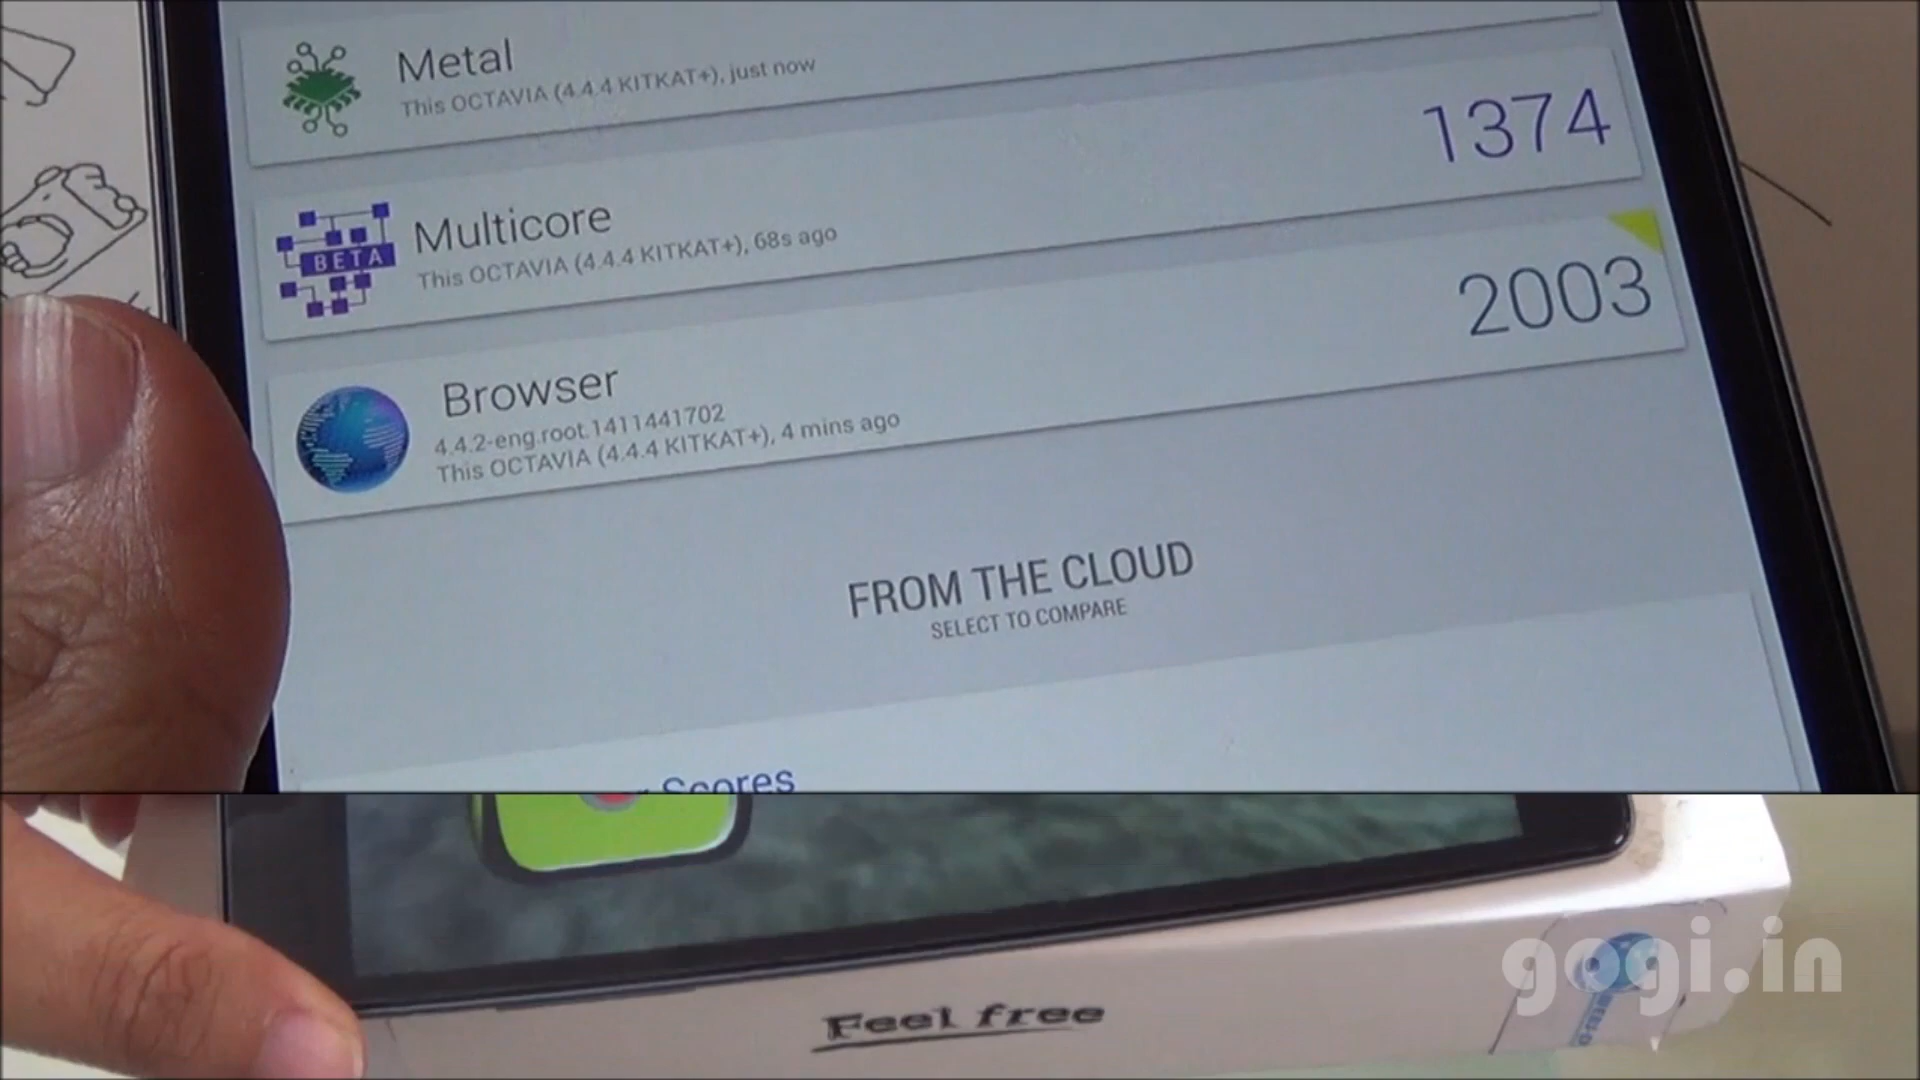 Metal
This OCTAVIA (4.4.4 KITKAT+), just now
1374
Multicore
This OCTAVIA (4.4.4 KITKAT+), 68s ago
2003
Browser
4.4.2-eng.root.1411441702
This OCTAVIA (4.4.4 KITKAT+), 4 mins ago
FROM THE CLOUD
SELECT TO COMPARE
Scores
Feel free
gogi.in